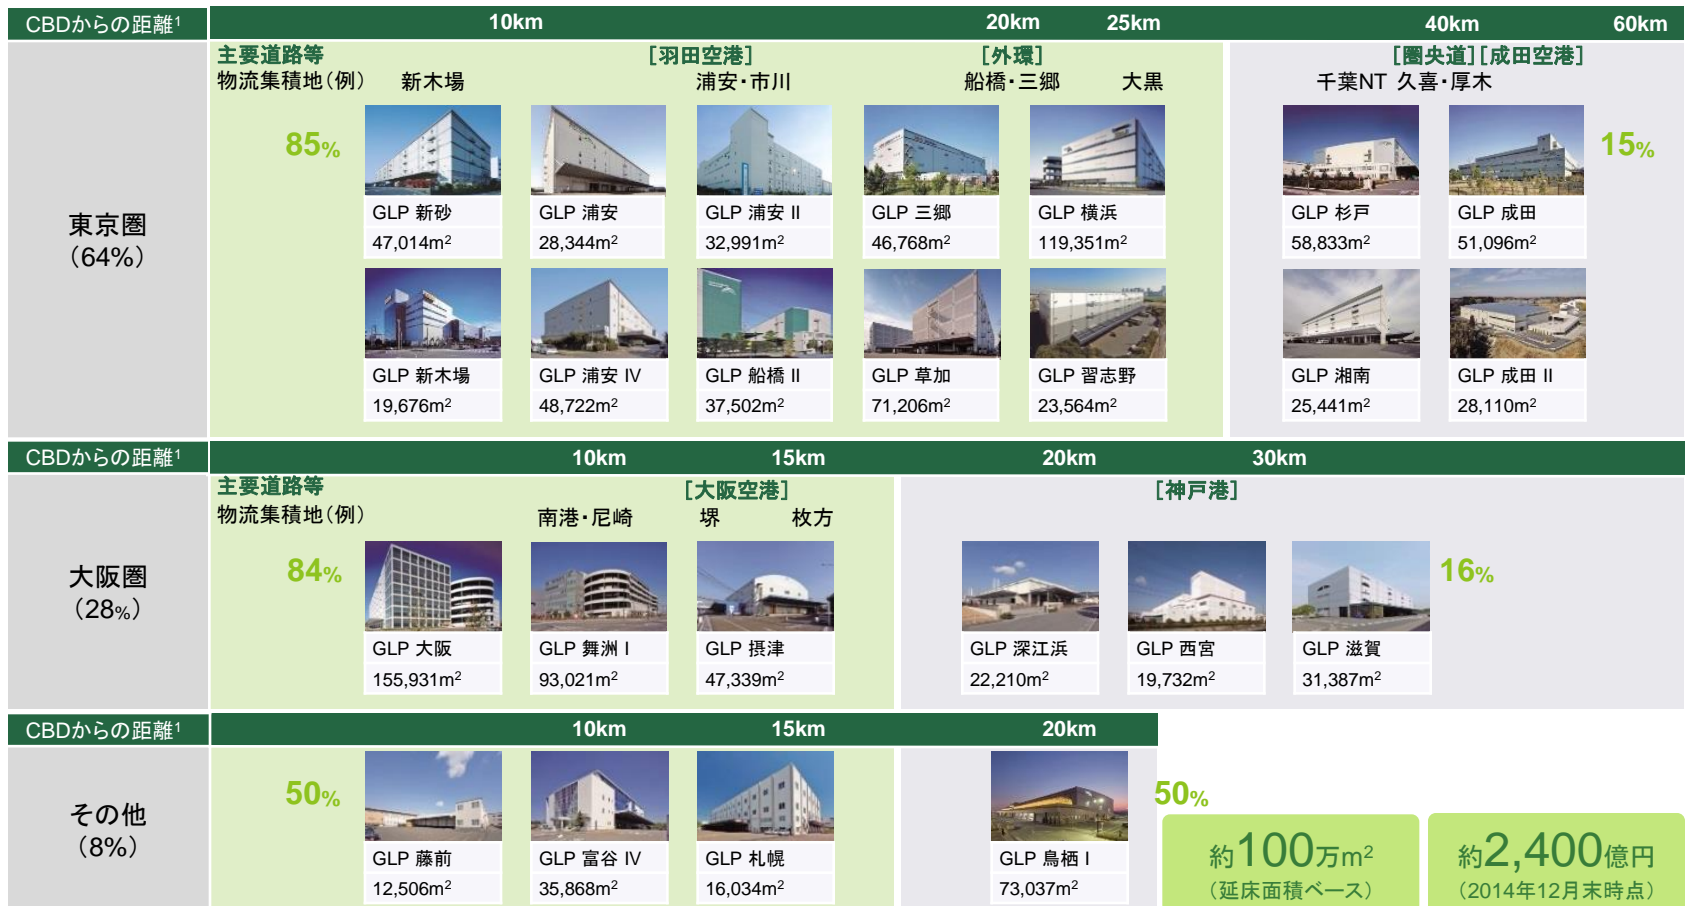 CBDからの距離¹ 10km 20km 25km 40km 60km
東京圏
(64%)
主要道路等 [羽田空港] [外環] [圏央道][成田空港]
物流集積地(例) 新木場 浦安・市川 船橋・三郷 大黒 千葉NT 久喜・厚木
85% 15%
GLP 新砂 GLP 浦安 GLP 浦安 II GLP 三郷 GLP 横浜 GLP 杉戸 GLP 成田
47,014m² 28,344m² 32,991m² 46,768m² 119,351m² 58,833m² 51,096m²
GLP 新木場 GLP 浦安 IV GLP 船橋 II GLP 草加 GLP 習志野 GLP 湘南 GLP 成田 II
19,676m² 48,722m² 37,502m² 71,206m² 23,564m² 25,441m² 28,110m²
CBDからの距離¹ 10km 15km 20km 30km
大阪圏
(28%)
主要道路等 [大阪空港] [神戸港]
物流集積地(例) 南港・尼崎 堺 枚方
84% 16%
GLP 大阪 GLP 舞洲 I GLP 摂津 GLP 深江浜 GLP 西宮 GLP 滋賀
155,931m² 93,021m² 47,339m² 22,210m² 19,732m² 31,387m²
CBDからの距離¹ 10km 15km 20km
その他
(8%)
50% 50%
GLP 藤前 GLP 富谷 IV GLP 札幌 GLP 鳥栖 I
12,506m² 35,868m² 16,034m² 73,037m²
約100万m²
(延床面積ベース)
約2,400億円
(2014年12月末時点)